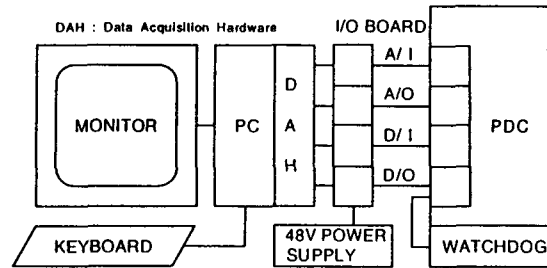 DAH : Data Acquisition Hardware
I/O BOARD
A/I
A/O
D/I
D/O
MONITOR
PC
D
A
H
PDC
KEYBOARD
48V POWER
SUPPLY
WATCHDOG